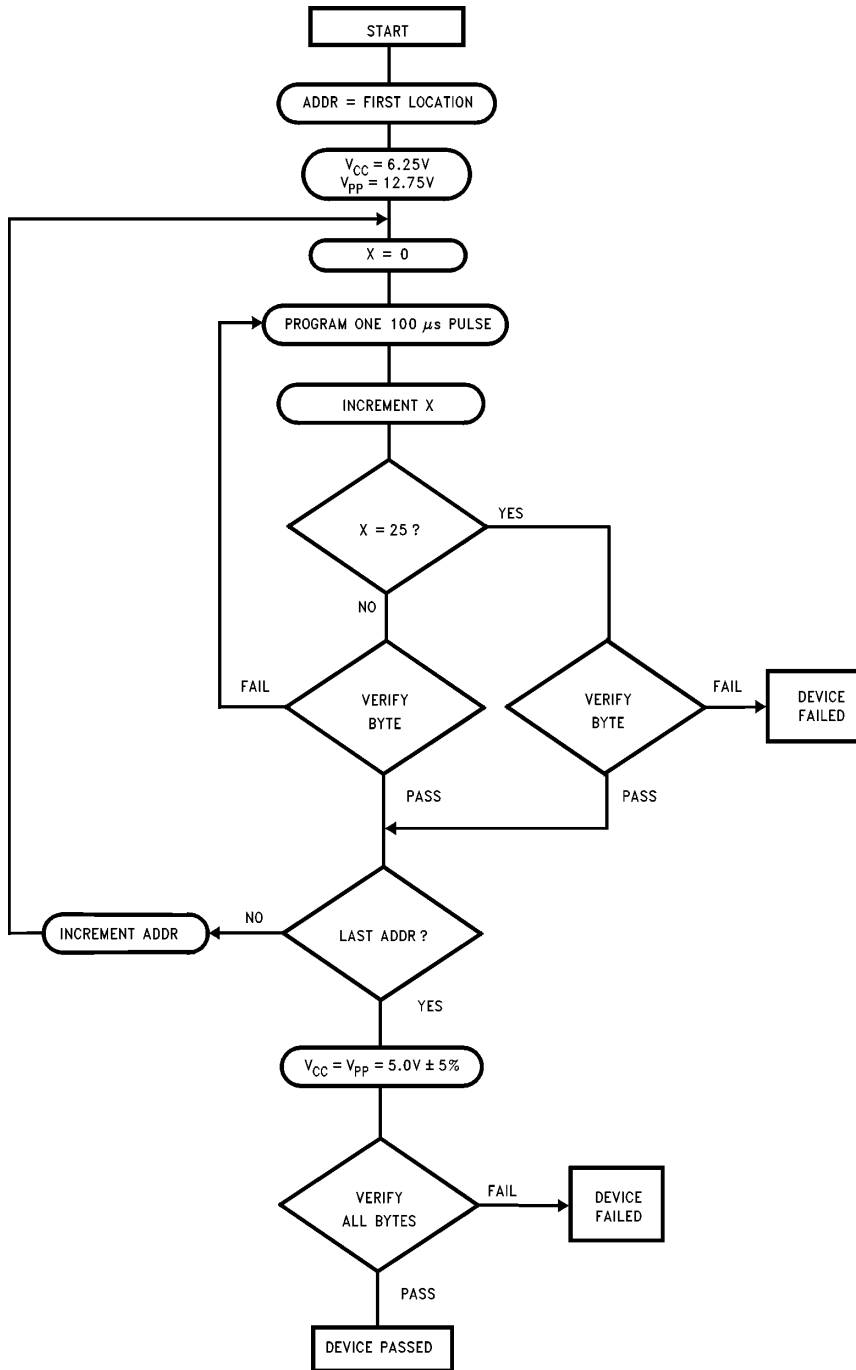 START
ADDR = FIRST LOCATION
VCC = 6.25V
VPP = 12.75V
X = 0
PROGRAM ONE 100 μs PULSE
INCREMENT X
X = 25 ?
YES
NO
FAIL
VERIFY
BYTE
VERIFY
BYTE
FAIL
DEVICE
FAILED
PASS
PASS
INCREMENT ADDR
NO
LAST ADDR ?
YES
VCC = VPP = 5.0V ± 5%
VERIFY
ALL BYTES
FAIL
DEVICE
FAILED
PASS
DEVICE PASSED